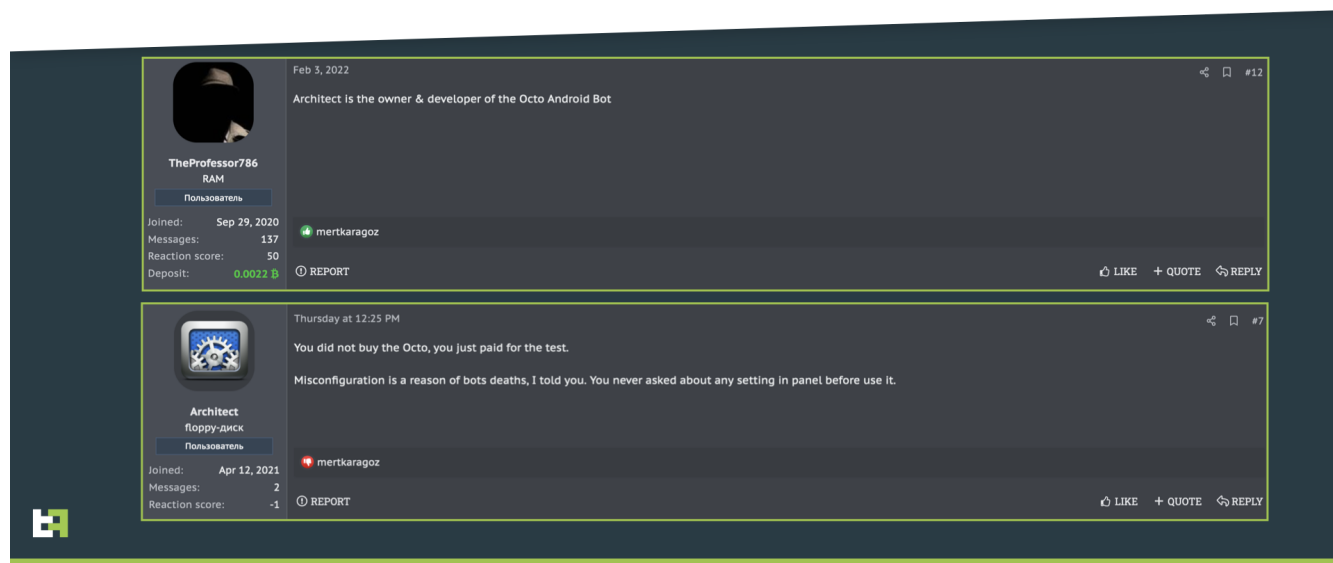 Feb 3, 2022
#12
Architect is the owner & developer of the Octo Android Bot
TheProfessor786
RAM
Пользователь
Joined: Sep 29, 2020
Messages: 137
Reaction score: 50
Deposit: 0.0022 ₿
mertkaragoz
REPORT
LIKE + QUOTE REPLY
Thursday at 12:25 PM
#7
You did not buy the Octo, you just paid for the test.
Misconfiguration is a reason of bots deaths, I told you. You never asked about any setting in panel before use it.
Architect
floppy-диск
Пользователь
Joined: Apr 12, 2021
Messages: 2
Reaction score: -1
mertkaragoz
REPORT
LIKE + QUOTE REPLY